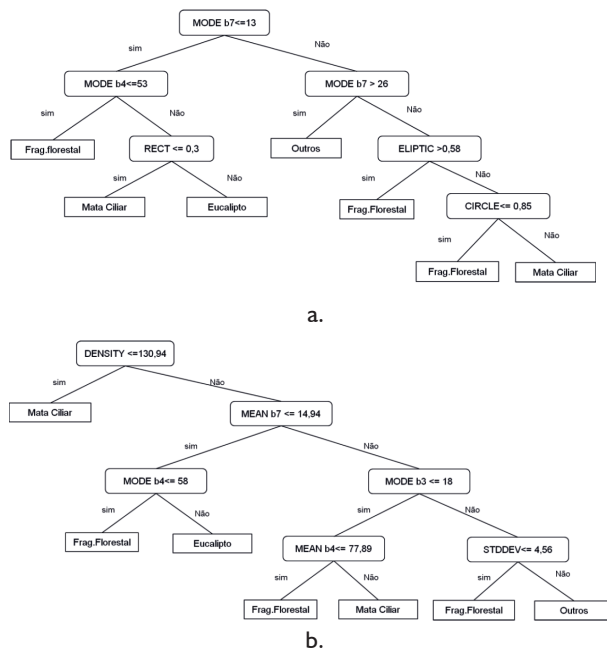 MODE b7<=13
sim
Não
MODE b4<=53
MODE b7 > 26
sim
Não
sim
Não
Frag.florestal
RECT <= 0,3
Outros
ELIPTIC >0,58
sim
Não
sim
Não
Mata Ciliar
Eucalipto
Frag.Florestal
CIRCLE<= 0,85
sim
Não
Frag.Florestal
Mata Ciliar
a.
DENSITY <=130,94
sim
Não
Mata Ciliar
MEAN b7 <= 14,94
sim
Não
MODE b4<= 58
MODE b3 <= 18
sim
Não
sim
Não
Frag.Florestal
Eucalipto
MEAN b4<= 77,89
STDDEV<= 4,56
sim
Não
sim
Não
Frag.Florestal
Mata Ciliar
Frag.Florestal
Outros
b.